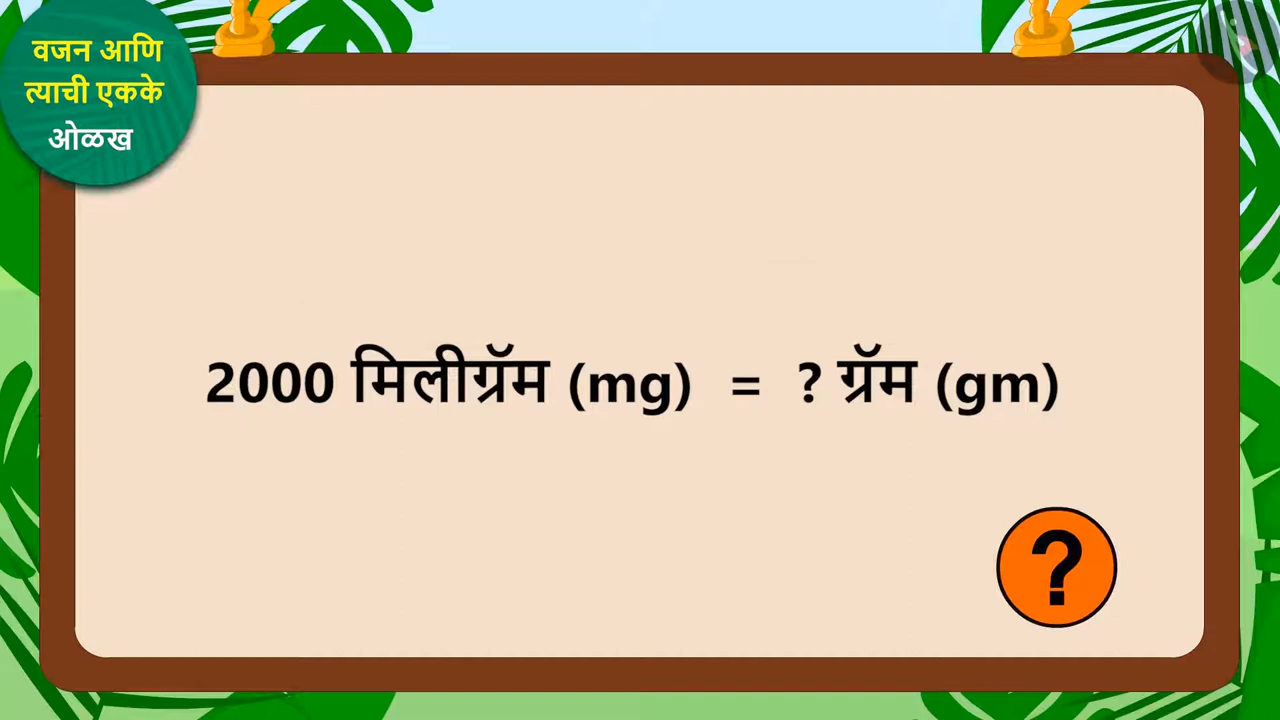 वजन आणि
त्याची एकके
ओळख
2000 मिलीग्रॅम (mg) = ? ग्रॅम (gm)
?